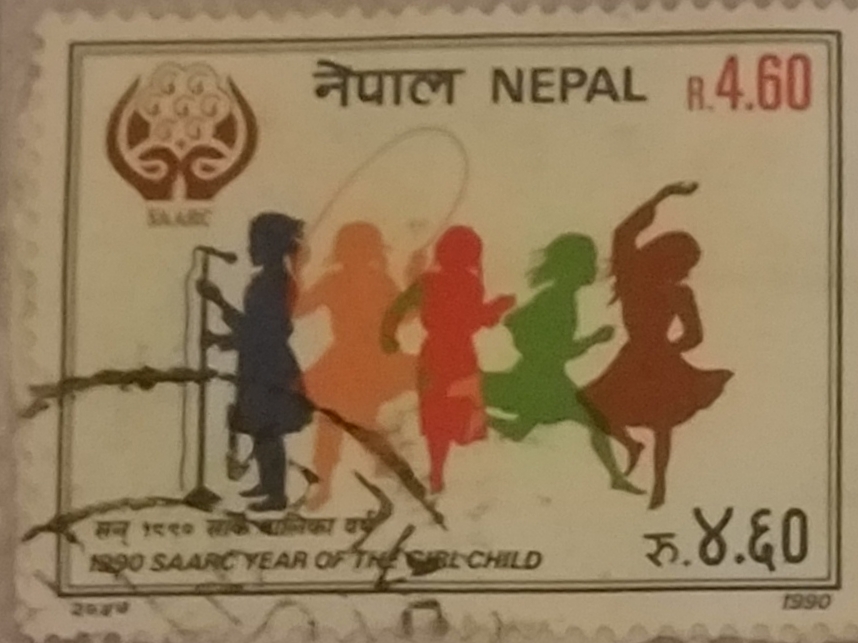 नेपाल NEPAL R.4.60
SAARC
सन् १९९० सार्क बालिका वर्ष
1990 SAARC YEAR OF THE GIRL CHILD
रु.४.६०
२०४७ 1990